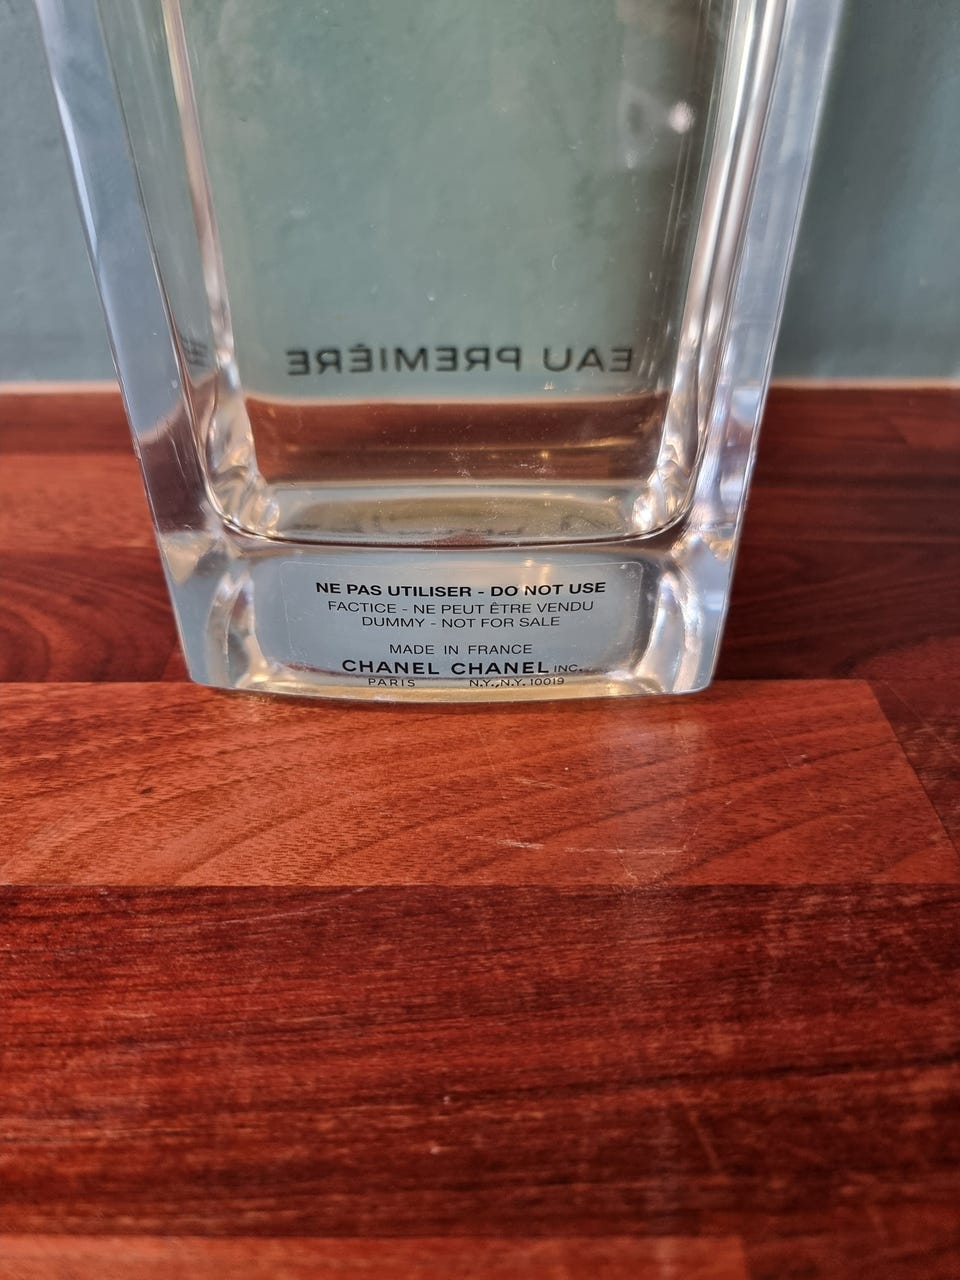 EAU PREMIÈRE
NE PAS UTILISER - DO NOT USE
FACTICE - NE PEUT ÊTRE VENDU
DUMMY - NOT FOR SALE
MADE IN FRANCE
CHANEL CHANEL INC.
PARIS N.Y., N.Y. 10019